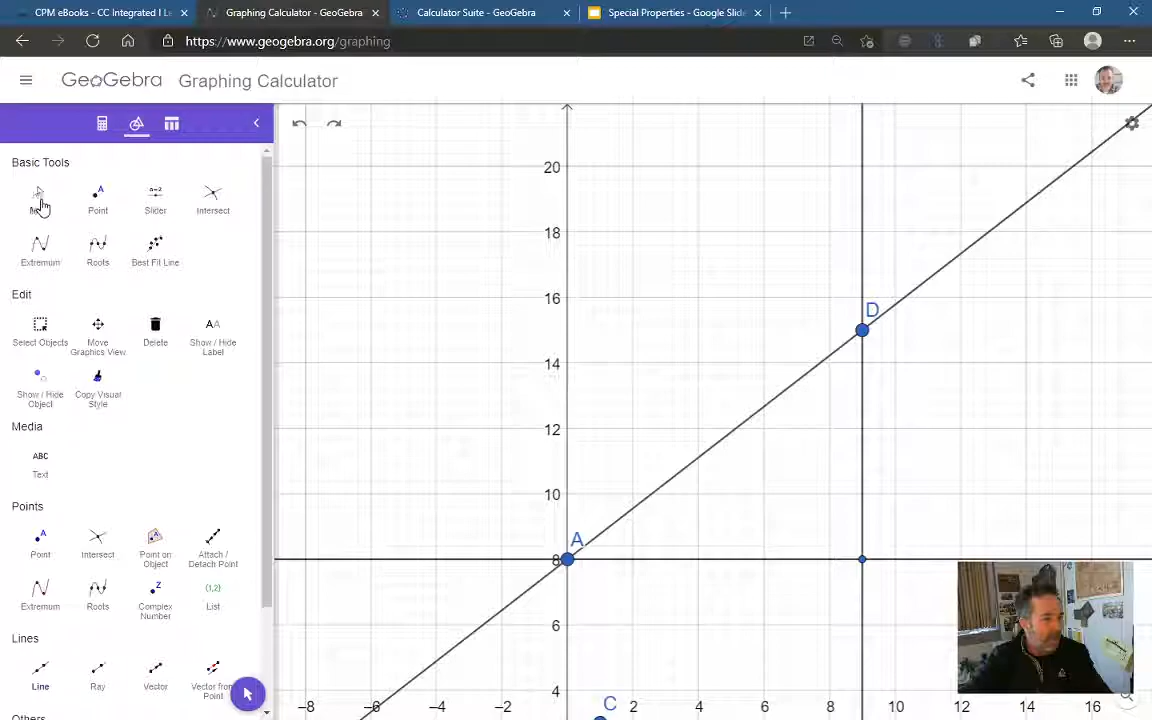 CPM eBooks - CC Integrated I Le
Graphing Calculator - GeoGebra
Calculator Suite - GeoGebra
Special Properties - Google Slide
https://www.geogebra.org/graphing
GeoGebra Graphing Calculator
Basic Tools
Point
Slider
a=2
Intersect
Extremum
Roots
Best Fit Line
Edit
Select Objects
Move Graphics View
Delete
Show / Hide Label
Show / Hide Object
Copy Visual Style
Media
ABC
Text
Points
Point
Intersect
Point on Object
Attach / Detach Point
Extremum
Roots
Complex Number
(1,2)
List
Lines
Line
Ray
Vector
Vector from Point
Others
20
18
16
14
12
10
8
6
4
D
A
C
−8 −6 −4 −2 2 4 6 8 10 12 14 16